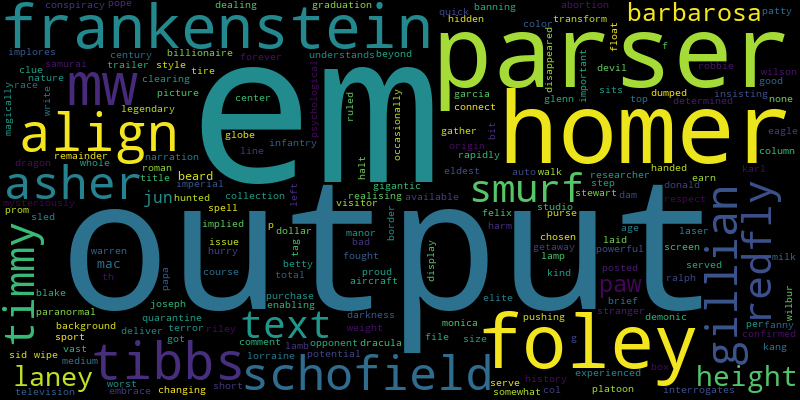 conspiracy pope dealing graduation quick banning abortion patty
frankenstein parser barbarosa
hidden color transform
implores century billionaire understands beyond disappeared float f
samurai trailer style forever devil robbie wilson
mw em homer
clue nature clearing tire psychological garcia connect glenn important sits top dumped insisting good none
race write picture center ruled occasionally determined
magically legendary gather bit eagle
align globe infantry line halt origin rapidly column
remainder narration whole roman
dragon title beard imperial hunted collection gigantic realising available eldest auto walk researcher handed earn karl
asher jun smurf step stewart dam donald respect
mysteriously left visitor border felix studio purse
prom sled spell implied p dollar manor harm chosen age laser
output
timmy warren mac th papa issue hurry course tag betty total bad fought proud aircraft display getaway lamp kind laid powerful screen served milk
gillian redfly
blake joseph purchase enabling darkness elite posted brief paw ralph wilbur
paranormal quarantine terror riley weight monica pushing stranger demonic per fanny
background sport deliver got text comment opponent file size g confirmed
foley
sid wipe vast medium tibbs lorraine lamb potential dracula kang
laney worst embrace changing short schofield serve somewhat history col experienced platoon box interrogates height
television